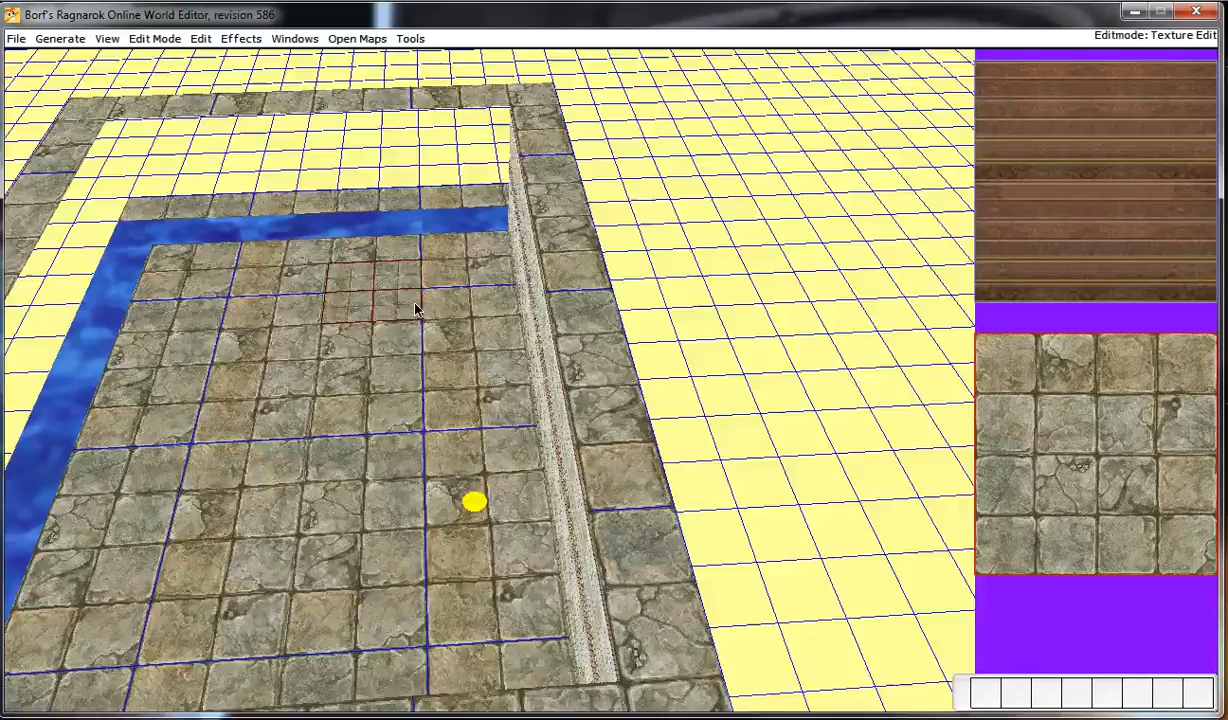 Borf's Ragnarok Online World Editor, revision 586
File Generate View Edit Mode Edit Effects Windows Open Maps Tools
Editmode: Texture Edit